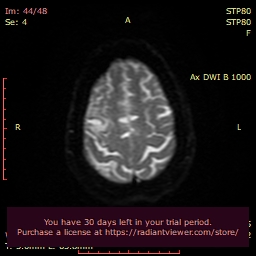 Im: 44/48
Se: 4
A
STP80
STP80
F
Ax DWI B 1000
R
L
You have 30 days left in your trial period.
Purchase a license at https://radiantviewer.com/store/